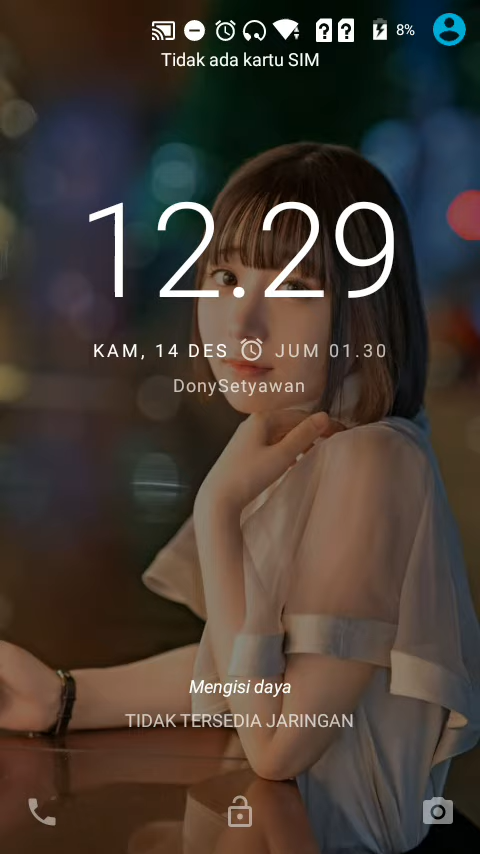 8%
Tidak ada kartu SIM
12.29
KAM, 14 DES JUM 01.30
DonySetyawan
Mengisi daya
TIDAK TERSEDIA JARINGAN